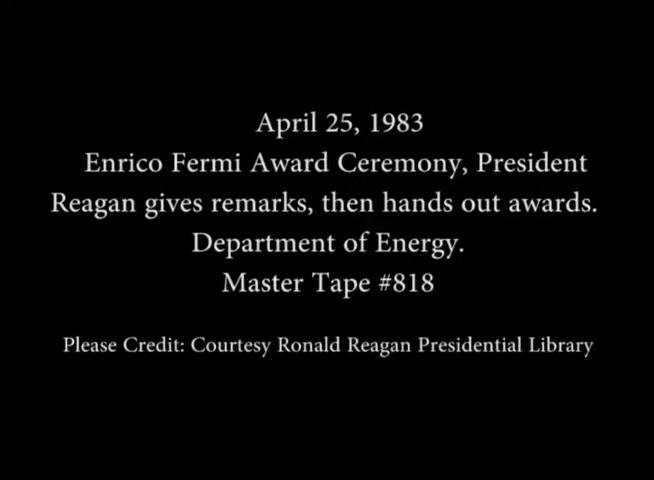 April 25, 1983
Enrico Fermi Award Ceremony, President
Reagan gives remarks, then hands out awards.
Department of Energy.
Master Tape #818
Please Credit: Courtesy Ronald Reagan Presidential Library